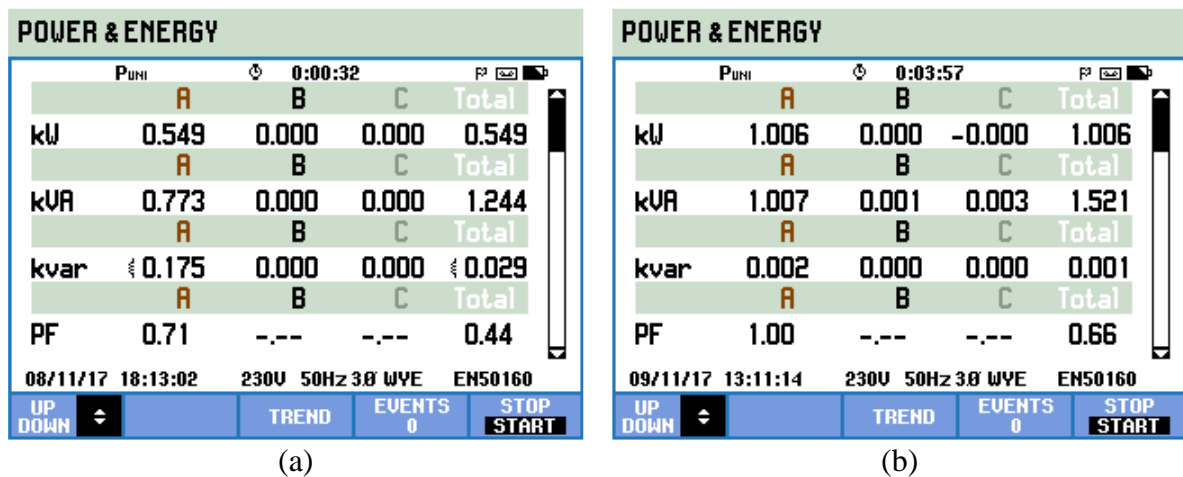 POWER & ENERGY
PUNI 0:00:32
A B C Total
kW 0.549 0.000 0.000 0.549
A B C Total
kVA 0.773 0.000 0.000 1.244
A B C Total
kvar 0.175 0.000 0.000 0.029
A B C Total
PF 0.71 -.-- -.-- 0.44
08/11/17 18:13:02 230V 50Hz 3Ø WYE EN50160
UP DOWN TREND EVENTS 0 STOP START
(a)
POWER & ENERGY
PUNI 0:03:57
A B C Total
kW 1.006 0.000 -0.000 1.006
A B C Total
kVA 1.007 0.001 0.003 1.521
A B C Total
kvar 0.002 0.000 0.000 0.001
A B C Total
PF 1.00 -.-- -.-- 0.66
09/11/17 13:11:14 230V 50Hz 3Ø WYE EN50160
UP DOWN TREND EVENTS 0 STOP START
(b)